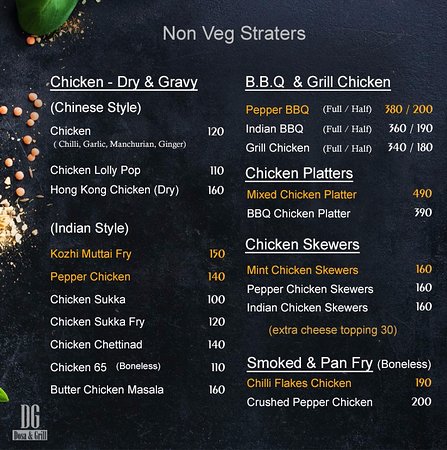 Non Veg Straters
Chicken - Dry & Gravy
(Chinese Style)
Chicken 120
( Chilli, Garlic, Manchurian, Ginger)
Chicken Lolly Pop 110
Hong Kong Chicken (Dry) 160
(Indian Style)
Kozhi Muttai Fry 150
Pepper Chicken 140
Chicken Sukka 100
Chicken Sukka Fry 120
Chicken Chettinad 140
Chicken 65 (Boneless) 110
Butter Chicken Masala 160
B.B.Q & Grill Chicken
Pepper BBQ (Full / Half) 380 / 200
Indian BBQ (Full / Half) 360 / 190
Grill Chicken (Full / Half) 340 / 180
Chicken Platters
Mixed Chicken Platter 490
BBQ Chicken Platter 390
Chicken Skewers
Mint Chicken Skewers 160
Pepper Chicken Skewers 160
Indian Chicken Skewers 160
(extra cheese topping 30)
Smoked & Pan Fry (Boneless)
Chilli Flakes Chicken 190
Crushed Pepper Chicken 200
DG
Dosa & Grill